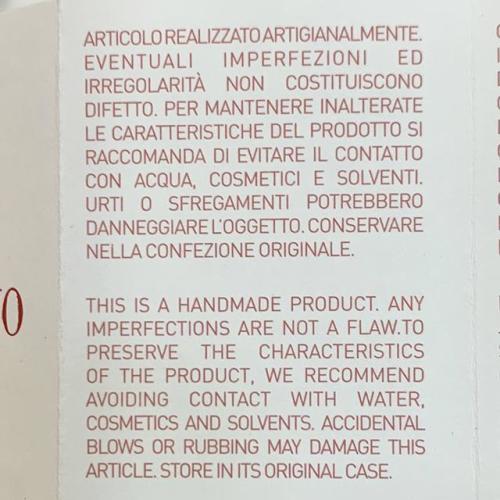 ARTICOLO REALIZZATO ARTIGIANALMENTE.
EVENTUALI IMPERFEZIONI ED
IRREGOLARITÀ NON COSTITUISCONO
DIFETTO. PER MANTENERE INALTERATE
LE CARATTERISTICHE DEL PRODOTTO SI
RACCOMANDA DI EVITARE IL CONTATTO
CON ACQUA, COSMETICI E SOLVENTI.
URTI O SFREGAMENTI POTREBBERO
DANNEGGIARE L'OGGETTO. CONSERVARE
NELLA CONFEZIONE ORIGINALE.
THIS IS A HANDMADE PRODUCT. ANY
IMPERFECTIONS ARE NOT A FLAW.TO
PRESERVE THE CHARACTERISTICS
OF THE PRODUCT, WE RECOMMEND
AVOIDING CONTACT WITH WATER,
COSMETICS AND SOLVENTS. ACCIDENTAL
BLOWS OR RUBBING MAY DAMAGE THIS
ARTICLE. STORE IN ITS ORIGINAL CASE.